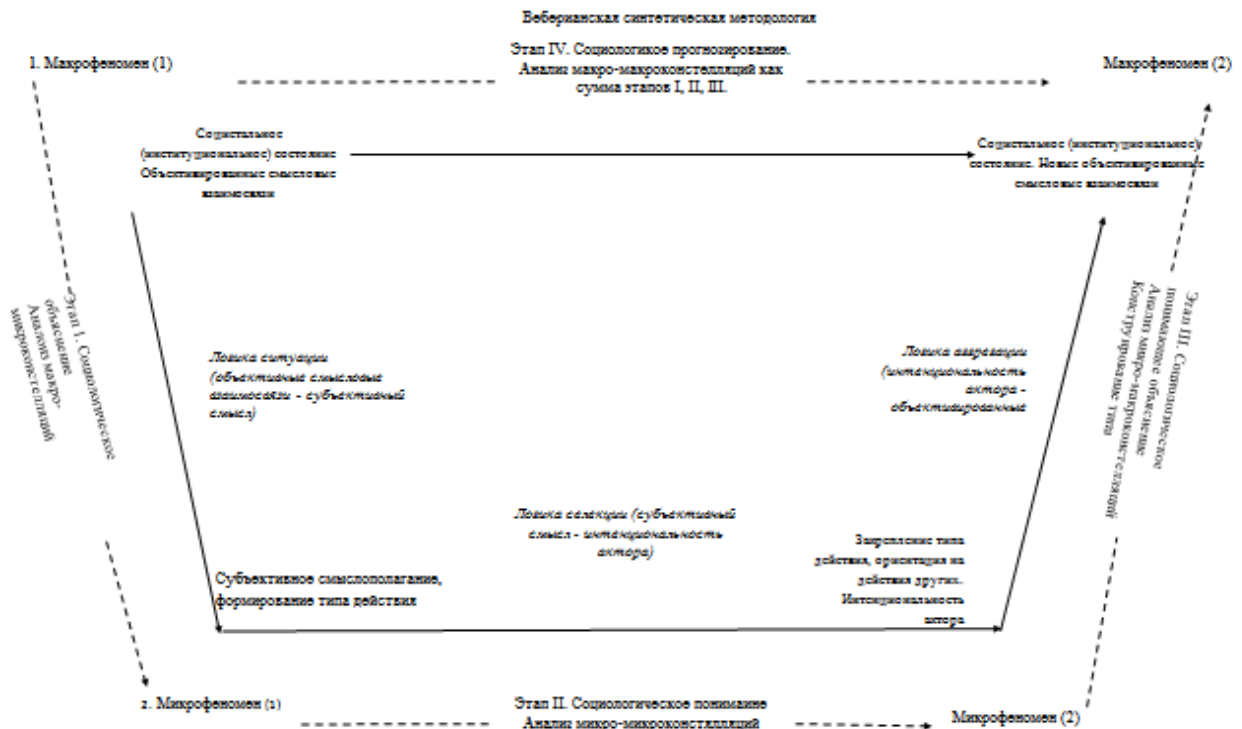 Веберианская синтетическая методология
Этап IV. Социологикое прогнозирование.
Анализ макро-макроконстелляций как
сумма этапов I, II, III.
1. Макрофеномен (1)
Макрофеномен (2)
Социетальное
(институциональное) состояние
Объективированные смысловые
взаимосвязи
Социетальное (институциональное)
состояние. Новые объективированные
смысловые взаимосвязи
Этап 1. Социологическое
объяснение
Анализ макро-
микроконстелляций
Логика ситуации
(объективные смысловые
взаимосвязи - субъективный
смысл)
Логика агрегации
(интенциональность
актора -
объективированные
Этап III. Социологическое
понимающее объяснение
Анализ микро-макроконстелляций
Конструирование типа
Логика селекции (субъективный
смысл - интенциональность
актора)
Субъективное смыслополагание,
формирование типа действия
Закрепление типа
действия, ориентация на
действия других.
Интенциональность
актора
2. Микрофеномен (1)
Этап II. Социологическое понимаине
Анализ микро-микроконстялляций
Микрофеномен (2)